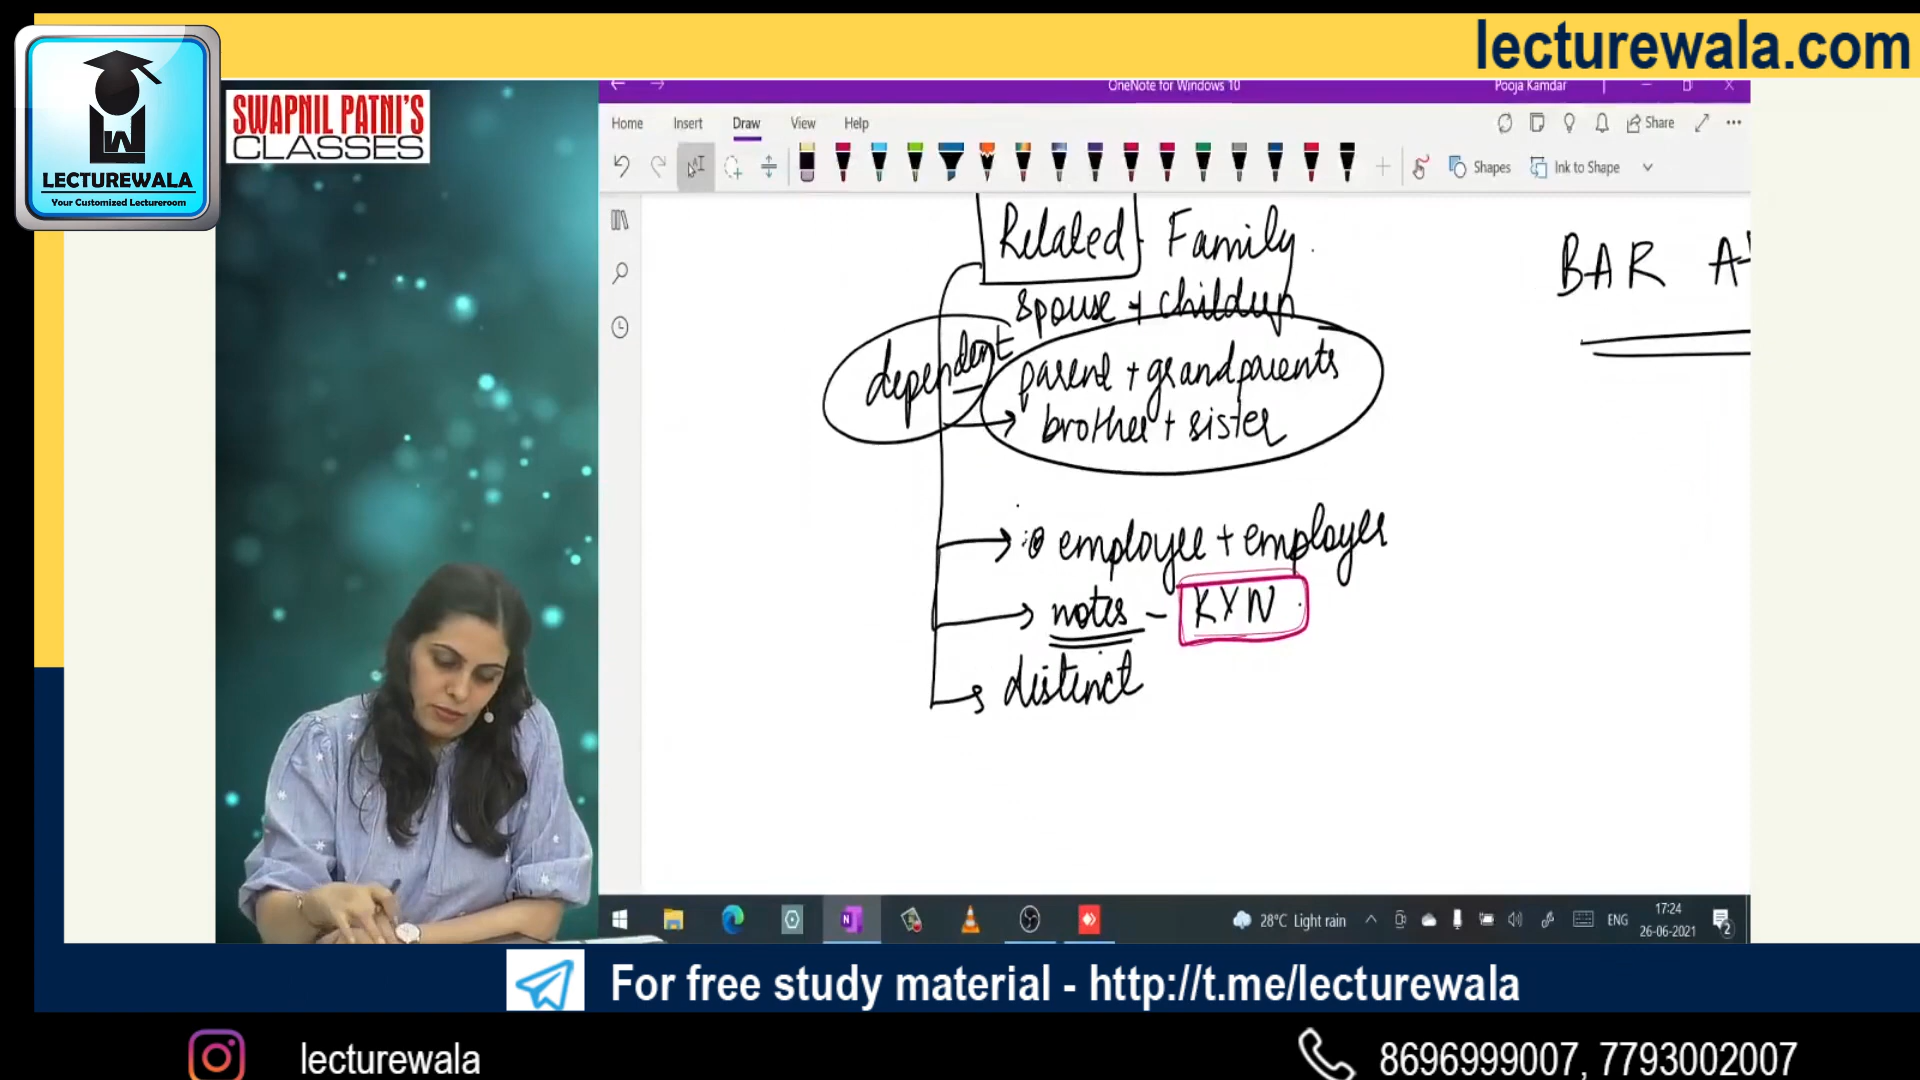 lecturewala.com
LECTUREWALA
Your Customized Lectureroom
SWAPNIL PATNI'S
CLASSES
OneNote for Windows 10
Pooja Kamdar
Home Insert Draw View Help
Share
Shapes
Ink to Shape
Related Family.
BAR
spouse + children
dependent
parent + grandparents
brother + sister
employee + employer
notes - KYN
distinct
28°C Light rain
ENG
17:24
26-06-2021
2
For free study material - http://t.me/lecturewala
lecturewala
8696999007, 7793002007